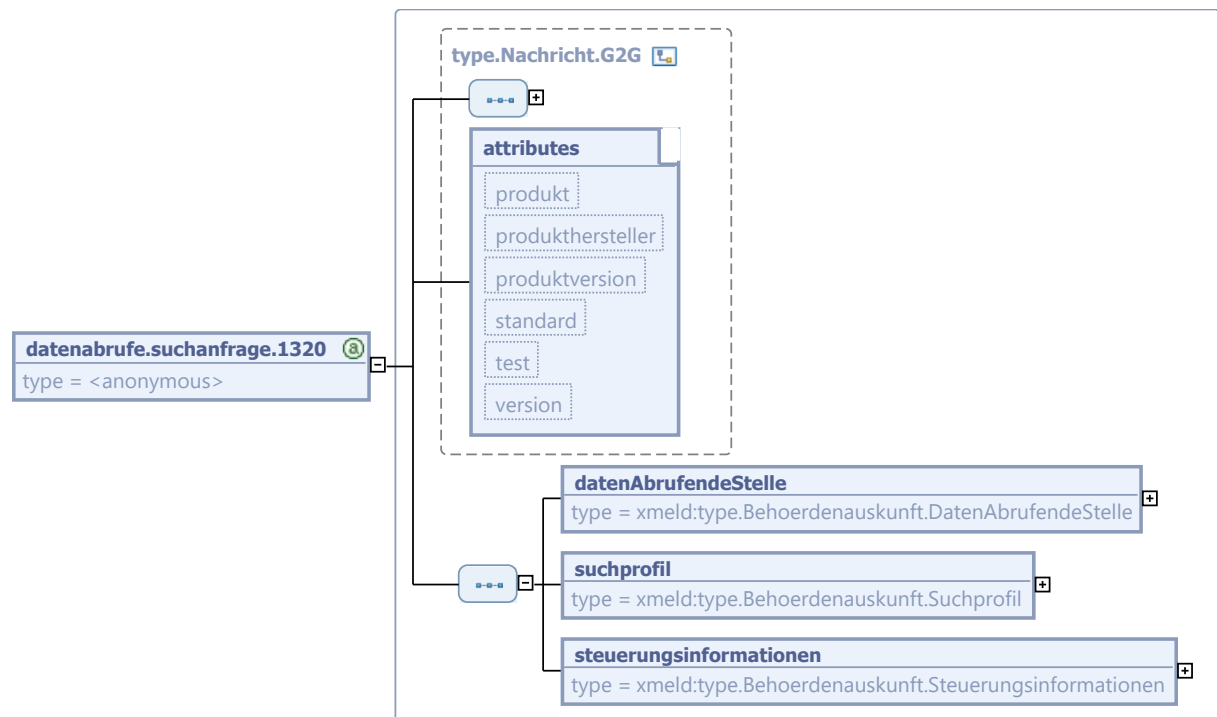 type.Nachricht.G2G
attributes
produkt
produkthersteller
produktversion
standard
test
version
datenabrufe.suchanfrage.1320
type = <anonymous>
datenAbrufendeStelle
type = xmeld:type.Behoerdenauskunft.DatenAbrufendeStelle
suchprofil
type = xmeld:type.Behoerdenauskunft.Suchprofil
steuerungsinformationen
type = xmeld:type.Behoerdenauskunft.Steuerungsinformationen